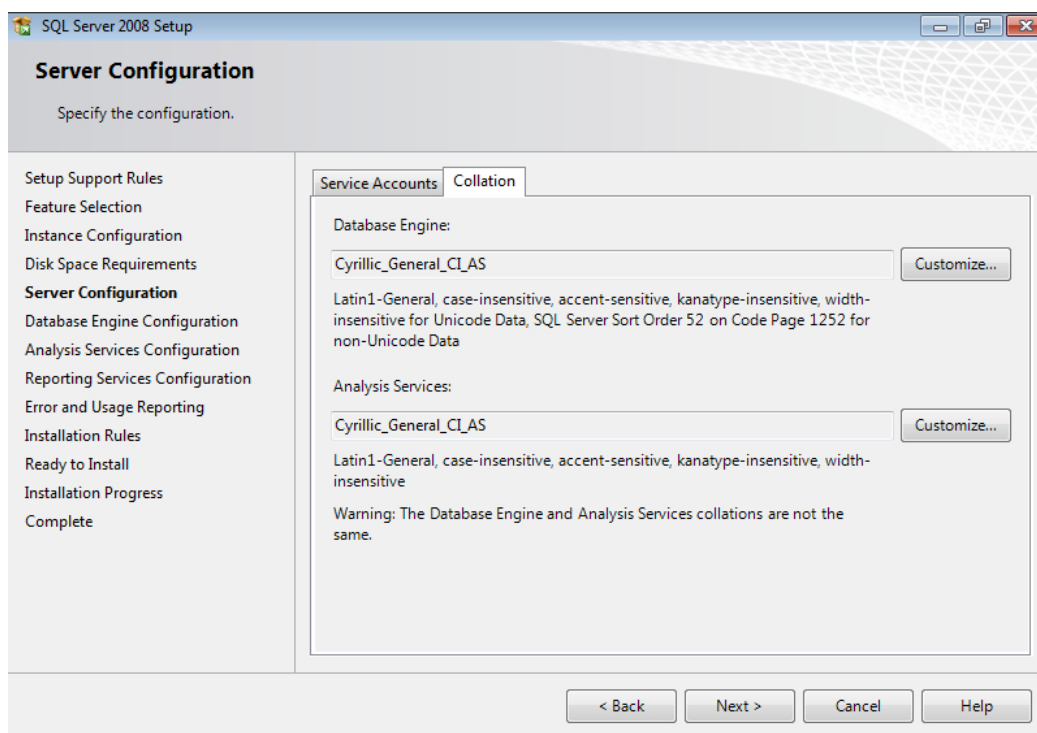 SQL Server 2008 Setup
Server Configuration
Specify the configuration.
Setup Support Rules
Feature Selection
Instance Configuration
Disk Space Requirements
Server Configuration
Database Engine Configuration
Analysis Services Configuration
Reporting Services Configuration
Error and Usage Reporting
Installation Rules
Ready to Install
Installation Progress
Complete
Service Accounts Collation
Database Engine:
Cyrillic_General_CI_AS Customize...
Latin1-General, case-insensitive, accent-sensitive, kanatype-insensitive, width-
insensitive for Unicode Data, SQL Server Sort Order 52 on Code Page 1252 for
non-Unicode Data
Analysis Services:
Cyrillic_General_CI_AS Customize...
Latin1-General, case-insensitive, accent-sensitive, kanatype-insensitive, width-
insensitive
Warning: The Database Engine and Analysis Services collations are not the
same.
< Back Next > Cancel Help